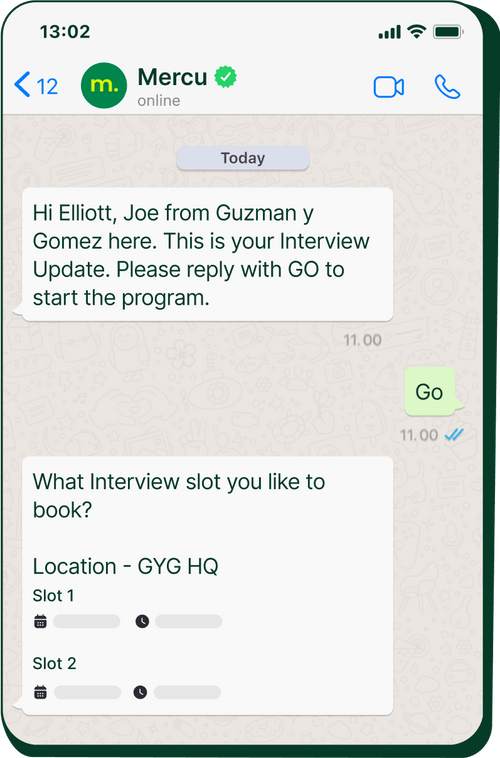 13:02
12
m.
Mercu
online
Today
Hi Elliott, Joe from Guzman y
Gomez here. This is your Interview
Update. Please reply with GO to
start the program.
11.00
Go
11.00
What Interview slot you like to
book?
Location - GYG HQ
Slot 1
Slot 2